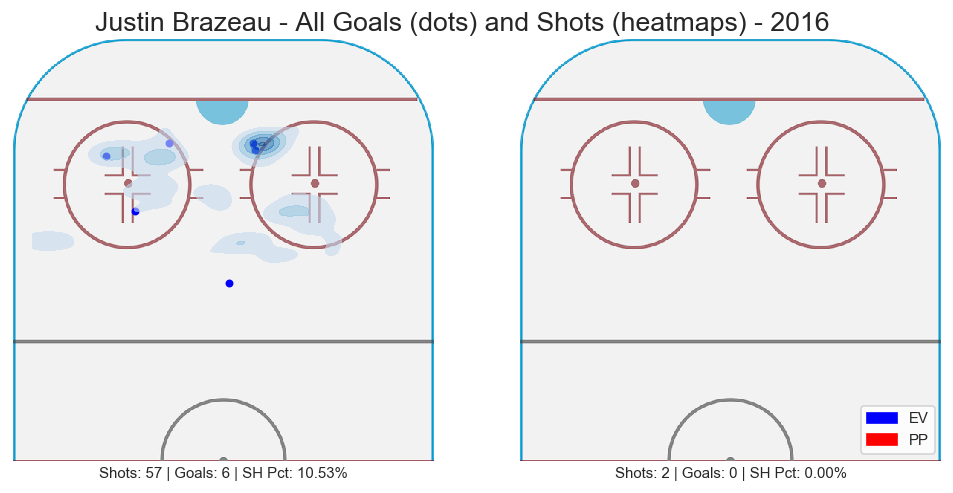 Justin Brazeau - All Goals (dots) and Shots (heatmaps) - 2016
EV
PP
Shots: 57 | Goals: 6 | SH Pct: 10.53%
Shots: 2 | Goals: 0 | SH Pct: 0.00%